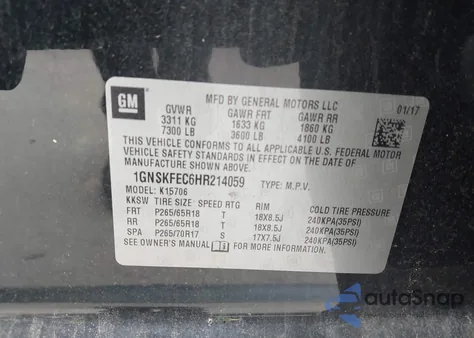 GM
MFD BY GENERAL MOTORS LLC
01/17
GVWR GAWR FRT GAWR RR
3311 KG 1633 KG 1860 KG
7300 LB 3600 LB 4100 LB
THIS VEHICLE CONFORMS TO ALL APPLICABLE U.S. FEDERAL MOTOR
VEHICLE SAFETY STANDARDS IN EFFECT ON THE DATE OF
MANUFACTURE SHOWN ABOVE.
1GNSKFEC6HR214059 TYPE: M.P.V.
MODEL: K15706
KKSW TIRE SIZE SPEED RTG RIM COLD TIRE PRESSURE
FRT P265/65R18 T 18X8.5J 240KPA(35PSI)
RR P265/65R18 T 18X8.5J 240KPA(35PSI)
SPA P265/70R17 S 17X7.5J 240KPA(35PSI)
SEE OWNER'S MANUAL FOR MORE INFORMATION.
autoSnap